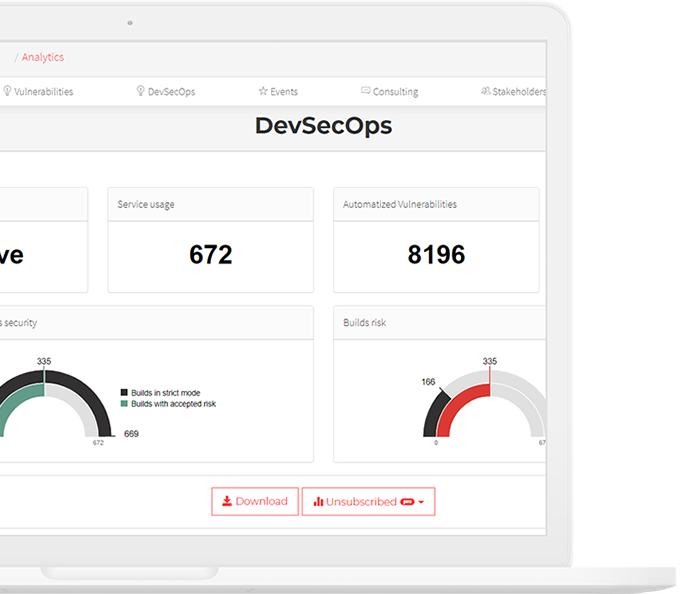 / Analytics
Vulnerabilities DevSecOps Events Consulting Stakeholders
DevSecOps
Service usage Automatized Vulnerabilities
ve 672 8196
s security Builds risk
335 335
166
Builds in strict mode
Builds with accepted risk
669
672 0 67
Download Unsubscribed pro